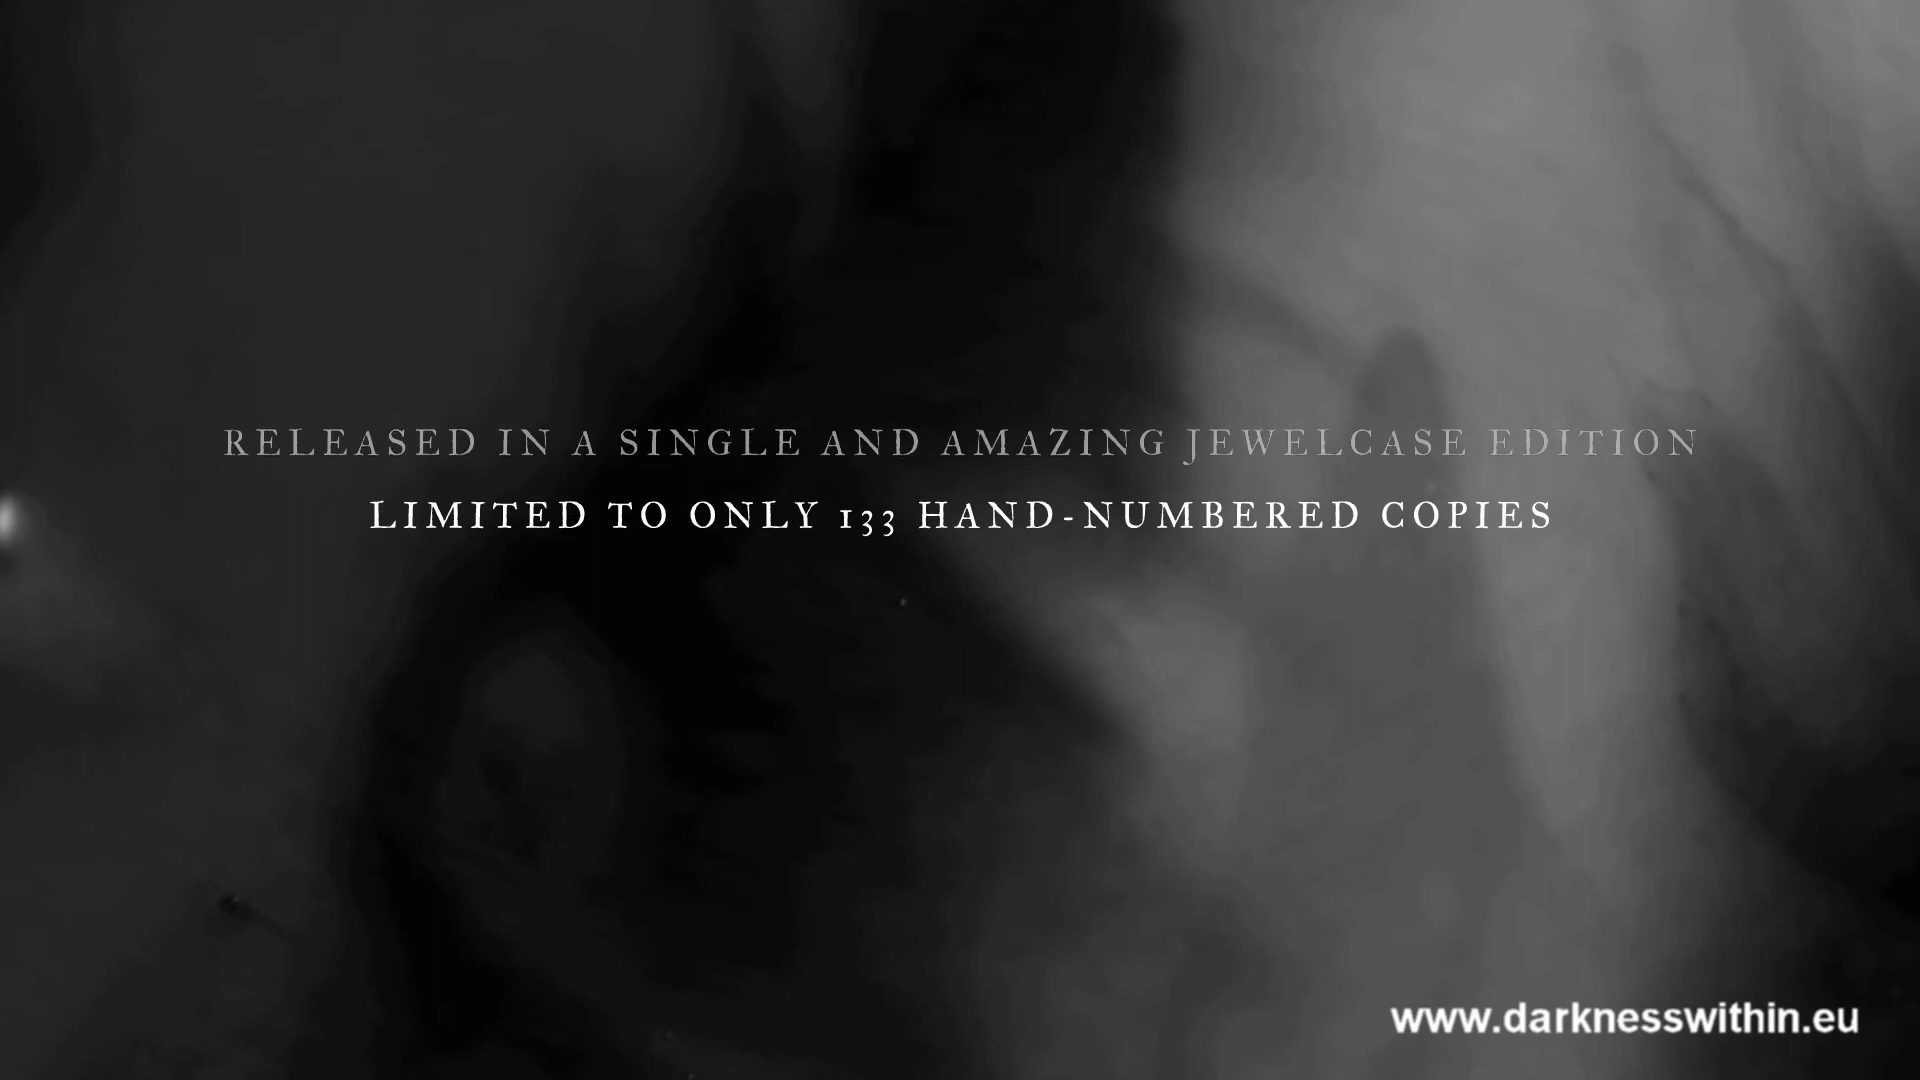 RELEASED IN A SINGLE AND AMAZING JEWELCASE EDITION
LIMITED TO ONLY 133 HAND-NUMBERED COPIES
www.darknesswithin.eu